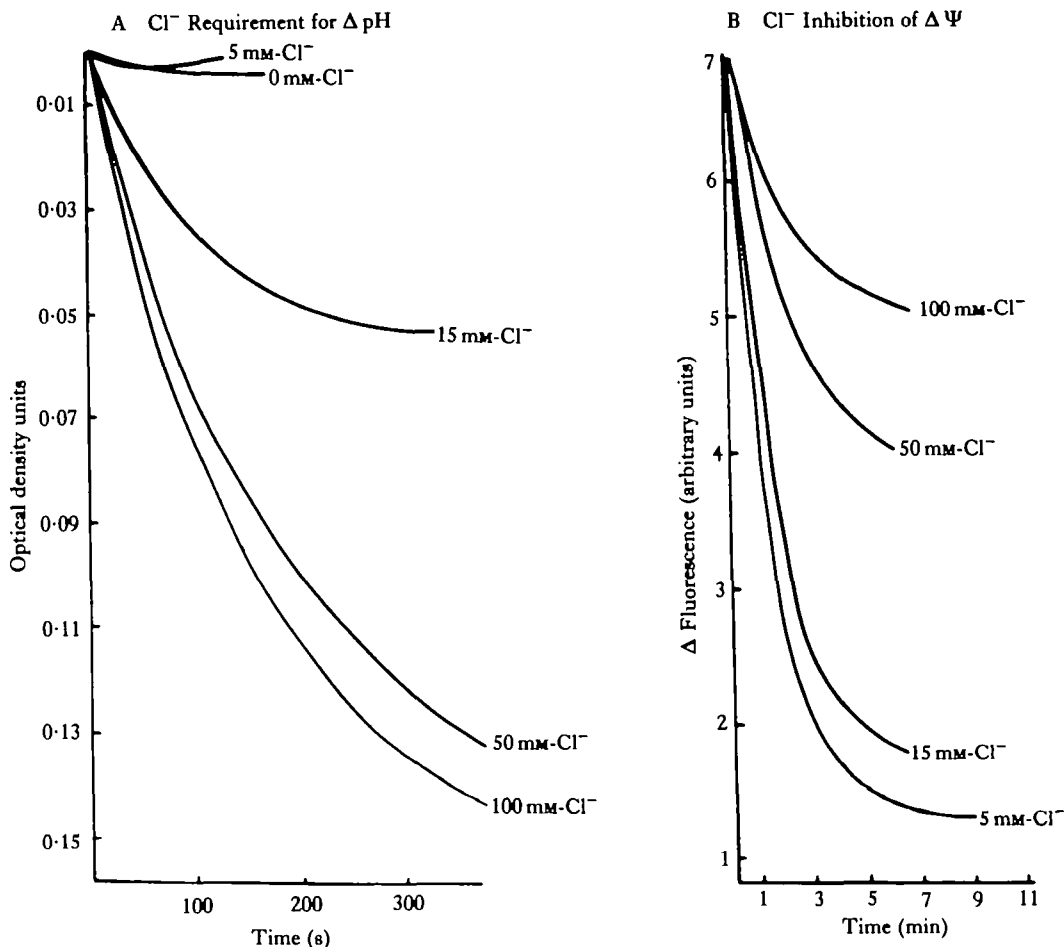 A Cl⁻ Requirement for Δ pH
5 mM-Cl⁻
0 mM-Cl⁻
15 mM-Cl⁻
50 mM-Cl⁻
100 mM-Cl⁻
0·01
0·03
0·05
0·07
0·09
0·11
0·13
0·15
Optical density units
100
200
300
Time (s)
B Cl⁻ Inhibition of Δ Ψ
7
6
5
4
3
2
1
Δ Fluorescence (arbitrary units)
100 mM-Cl⁻
50 mM-Cl⁻
15 mM-Cl⁻
5 mM-Cl⁻
1
3
5
7
9
11
Time (min)